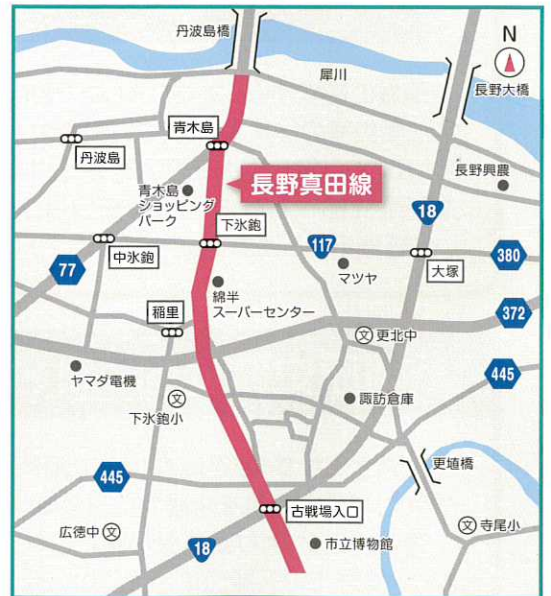 丹波島橋
N
犀川
長野大橋
青木島
丹波島
長野興農
長野真田線
青木島
ショッピング
パーク
18
下氷鉋
中氷鉋
117
マツヤ
大塚
380
77
綿半
スーパーセンター
372
稲里
文更北中
ヤマダ電機
445
文
下氷鉋小
諏訪倉庫
445
更埴橋
古戦場入口
広徳中文
文寺尾小
18
市立博物館